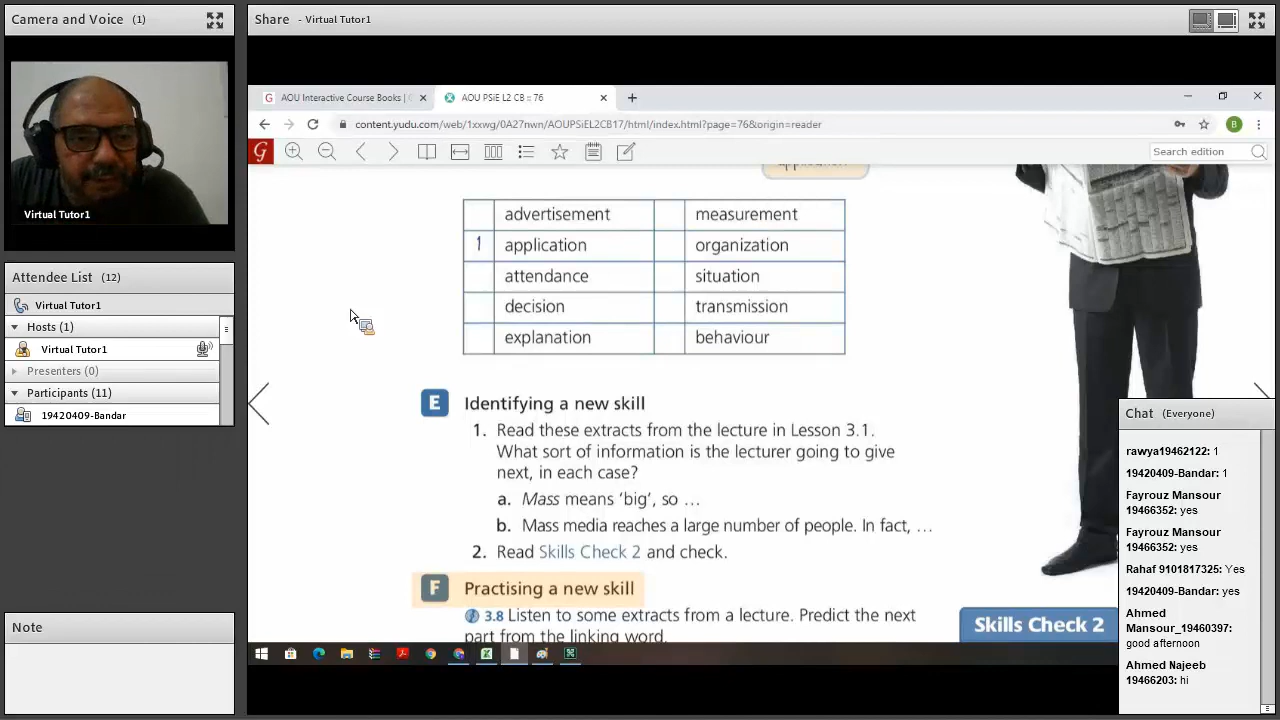 Camera and Voice (1)
Virtual Tutor1
Attendee List (12)
Virtual Tutor1
Hosts (1)
Virtual Tutor1
Presenters (0)
Participants (11)
19420409-Bandar
Note
Share - Virtual Tutor1
AOU Interactive Course Books |
AOU PSiE L2 CB :: 76
content.yudu.com/web/1xxwg/0A27nwn/AOUPSiEL2CB17/html/index.html?page=76&origin=reader
B
G
Search edition
application
advertisement measurement
1 application organization
attendance situation
decision transmission
explanation behaviour
E Identifying a new skill
1. Read these extracts from the lecture in Lesson 3.1.
What sort of information is the lecturer going to give
next, in each case?
a. Mass means 'big', so ...
b. Mass media reaches a large number of people. In fact, ...
2. Read Skills Check 2 and check.
F Practising a new skill
3.8 Listen to some extracts from a lecture. Predict the next
part from the linking word.
Skills Check 2
Chat (Everyone)
rawya19462122: 1
19420409-Bandar: 1
Fayrouz Mansour
19466352: yes
Fayrouz Mansour
19466352: yes
Rahaf 9101817325: Yes
19420409-Bandar: yes
Ahmed
Mansour_19460397:
good afternoon
Ahmed Najeeb
19466203: hi